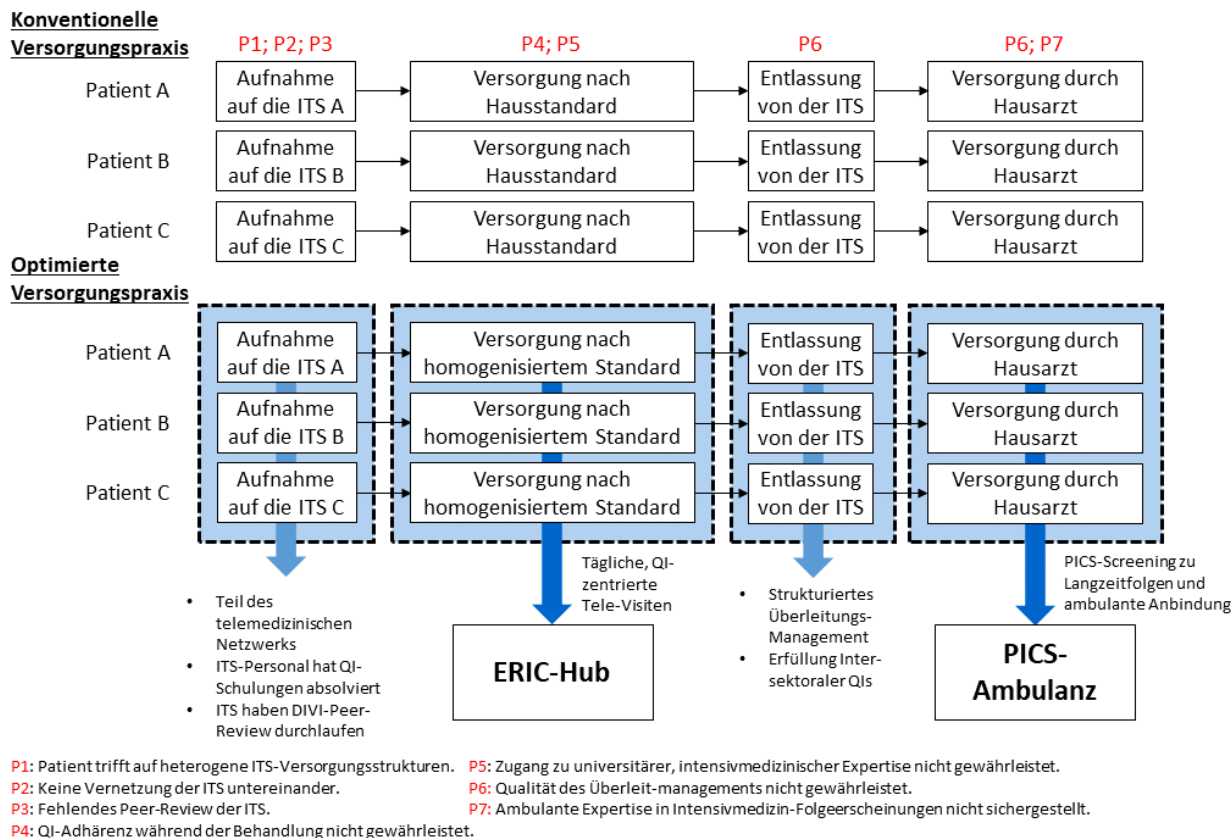 Konventionelle
Versorgungspraxis
P1; P2; P3
P4; P5
P6
P6; P7
Patient A
Aufnahme
auf die ITS A
Versorgung nach
Hausstandard
Entlassung
von der ITS
Versorgung durch
Hausarzt
Patient B
Aufnahme
auf die ITS B
Versorgung nach
Hausstandard
Entlassung
von der ITS
Versorgung durch
Hausarzt
Patient C
Aufnahme
auf die ITS C
Versorgung nach
Hausstandard
Entlassung
von der ITS
Versorgung durch
Hausarzt
Optimierte
Versorgungspraxis
Patient A
Aufnahme
auf die ITS A
Versorgung nach
homogenisiertem Standard
Entlassung
von der ITS
Versorgung durch
Hausarzt
Patient B
Aufnahme
auf die ITS B
Versorgung nach
homogenisiertem Standard
Entlassung
von der ITS
Versorgung durch
Hausarzt
Patient C
Aufnahme
auf die ITS C
Versorgung nach
homogenisiertem Standard
Entlassung
von der ITS
Versorgung durch
Hausarzt
• Teil des
telemedizinischen
Netzwerks
• ITS-Personal hat QI-
Schulungen absolviert
• ITS haben DIVI-Peer-
Review durchlaufen
Tägliche, QI-
zentrierte
Tele-Visiten
ERIC-Hub
• Strukturiertes
Überleitungs-
Management
• Erfüllung Inter-
sektoraler QIs
PICS-Screening zu
Langzeitfolgen und
ambulante Anbindung
PICS-
Ambulanz
P1: Patient trifft auf heterogene ITS-Versorgungsstrukturen.
P2: Keine Vernetzung der ITS untereinander.
P3: Fehlendes Peer-Review der ITS.
P4: QI-Adhärenz während der Behandlung nicht gewährleistet.
P5: Zugang zu universitärer, intensivmedizinischer Expertise nicht gewährleistet.
P6: Qualität des Überleit-managements nicht gewährleistet.
P7: Ambulante Expertise in Intensivmedizin-Folgeerscheinungen nicht sichergestellt.